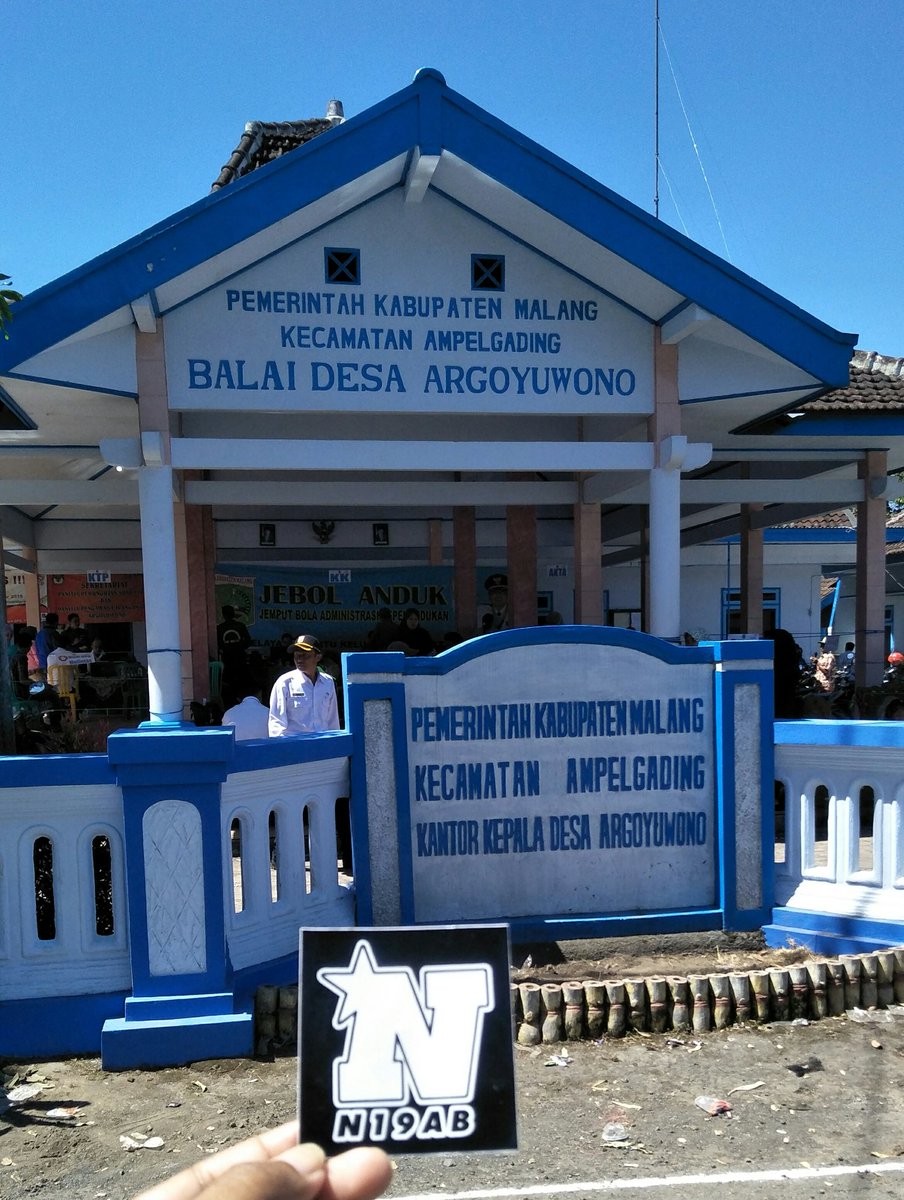 PEMERINTAH KABUPATEN MALANG
KECAMATAN AMPELGADING
BALAI DESA ARGOYUWONO
KTP
KK
AKTA
SEKRETARIAT
JEBOL ANDUK
JEMPUT BOLA ADMINISTRASI KEPENDUDUKAN
PEMERINTAH KABUPATEN MALANG
KECAMATAN AMPELGADING
KANTOR KEPALA DESA ARGOYUWONO
N
N19AB